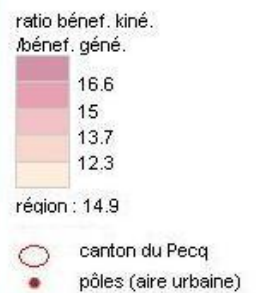 ratio bénef. kiné.
/bénef. géné.
16.6
15
13.7
12.3
région : 14.9
canton du Pecq
pôles (aire urbaine)